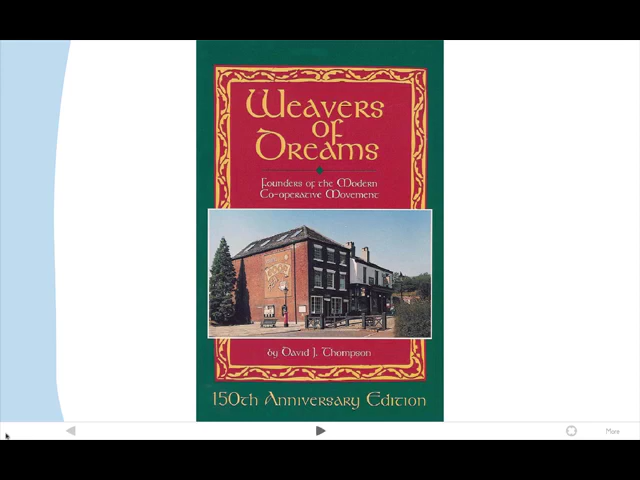 Weavers
of
Dreams
Founders of the Modern
Co-operative Movement
by David J. Thompson
150th Anniversary Edition
More